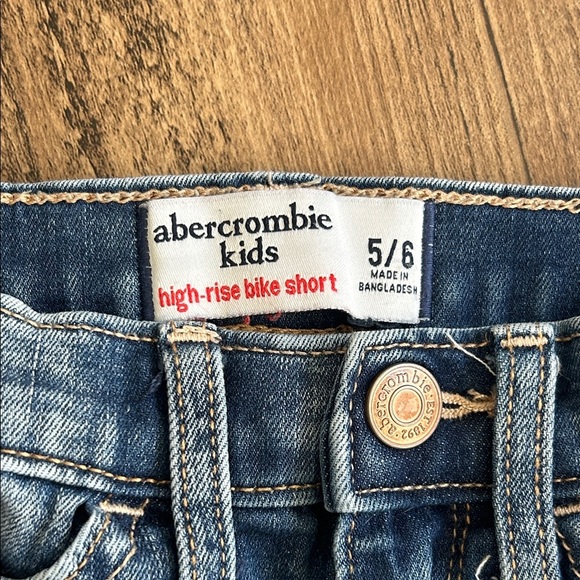 abercrombie
kids
high-rise bike short
5/6
MADE IN
BANGLADESH
abercrombie
EST. 1892